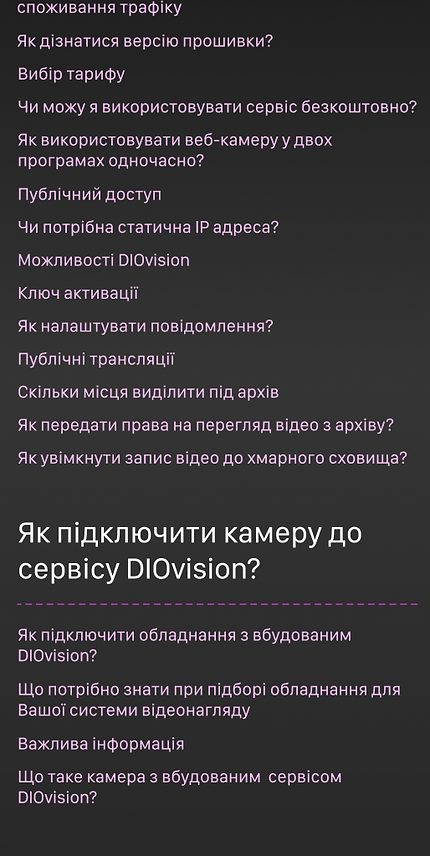 споживання трафіку
Як дізнатися версію прошивки?
Вибір тарифу
Чи можу я використовувати сервіс безкоштовно?
Як використовувати веб-камеру у двох
програмах одночасно?
Публічний доступ
Чи потрібна статична IP адреса?
Можливості DIOvision
Ключ активації
Як налаштувати повідомлення?
Публічні трансляції
Скільки місця виділити під архів
Як передати права на перегляд відео з архіву?
Як увімкнути запис відео до хмарного сховища?
Як підключити камеру до
сервісу DIOvision?
Як підключити обладнання з вбудованим
DIOvision?
Що потрібно знати при підборі обладнання для
Вашої системи відеонагляду
Важлива інформація
Що таке камера з вбудованим  сервісом
DIOvision?